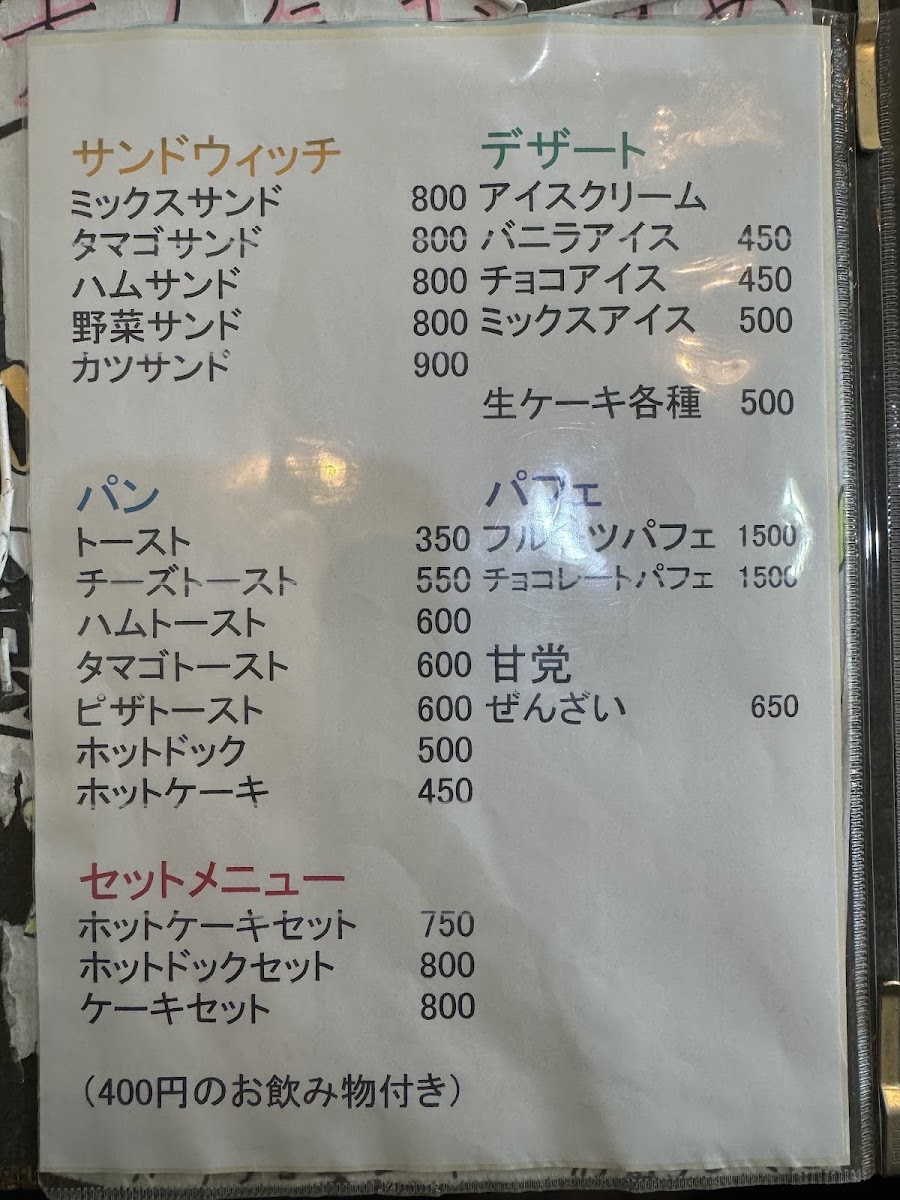 サンドウィッチ
ミックスサンド 800
タマゴサンド 800
ハムサンド 800
野菜サンド 800
カツサンド 900
パン
トースト 350
チーズトースト 550
ハムトースト 600
タマゴトースト 600
ピザトースト 600
ホットドック 500
ホットケーキ 450
セットメニュー
ホットケーキセット 750
ホットドックセット 800
ケーキセット 800
（400円のお飲み物付き）
デザート
アイスクリーム
バニラアイス 450
チョコアイス 450
ミックスアイス 500
生ケーキ各種 500
パフェ
フルーツパフェ 1500
チョコレートパフェ 1500
甘党
ぜんざい 650